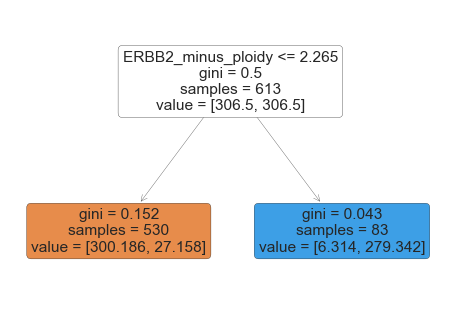 ERBB2_minus_ploidy <= 2.265
gini = 0.5
samples = 613
value = [306.5, 306.5]
gini = 0.152
samples = 530
value = [300.186, 27.158]
gini = 0.043
samples = 83
value = [6.314, 279.342]